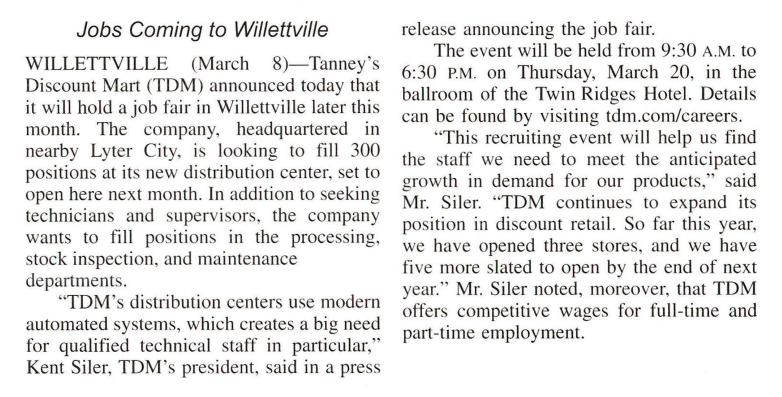 Jobs Coming to Willettville
WILLETTVILLE (March 8)—Tanney's
Discount Mart (TDM) announced today that
it will hold a job fair in Willettville later this
month. The company, headquartered in
nearby Lyter City, is looking to fill 300
positions at its new distribution center, set to
open here next month. In addition to seeking
technicians and supervisors, the company
wants to fill positions in the processing,
stock inspection, and maintenance
departments.
"TDM's distribution centers use modern
automated systems, which creates a big need
for qualified technical staff in particular,"
Kent Siler, TDM's president, said in a press
release announcing the job fair.
The event will be held from 9:30 A.M. to
6:30 P.M. on Thursday, March 20, in the
ballroom of the Twin Ridges Hotel. Details
can be found by visiting tdm.com/careers.
"This recruiting event will help us find
the staff we need to meet the anticipated
growth in demand for our products," said
Mr. Siler. "TDM continues to expand its
position in discount retail. So far this year,
we have opened three stores, and we have
five more slated to open by the end of next
year." Mr. Siler noted, moreover, that TDM
offers competitive wages for full-time and
part-time employment.